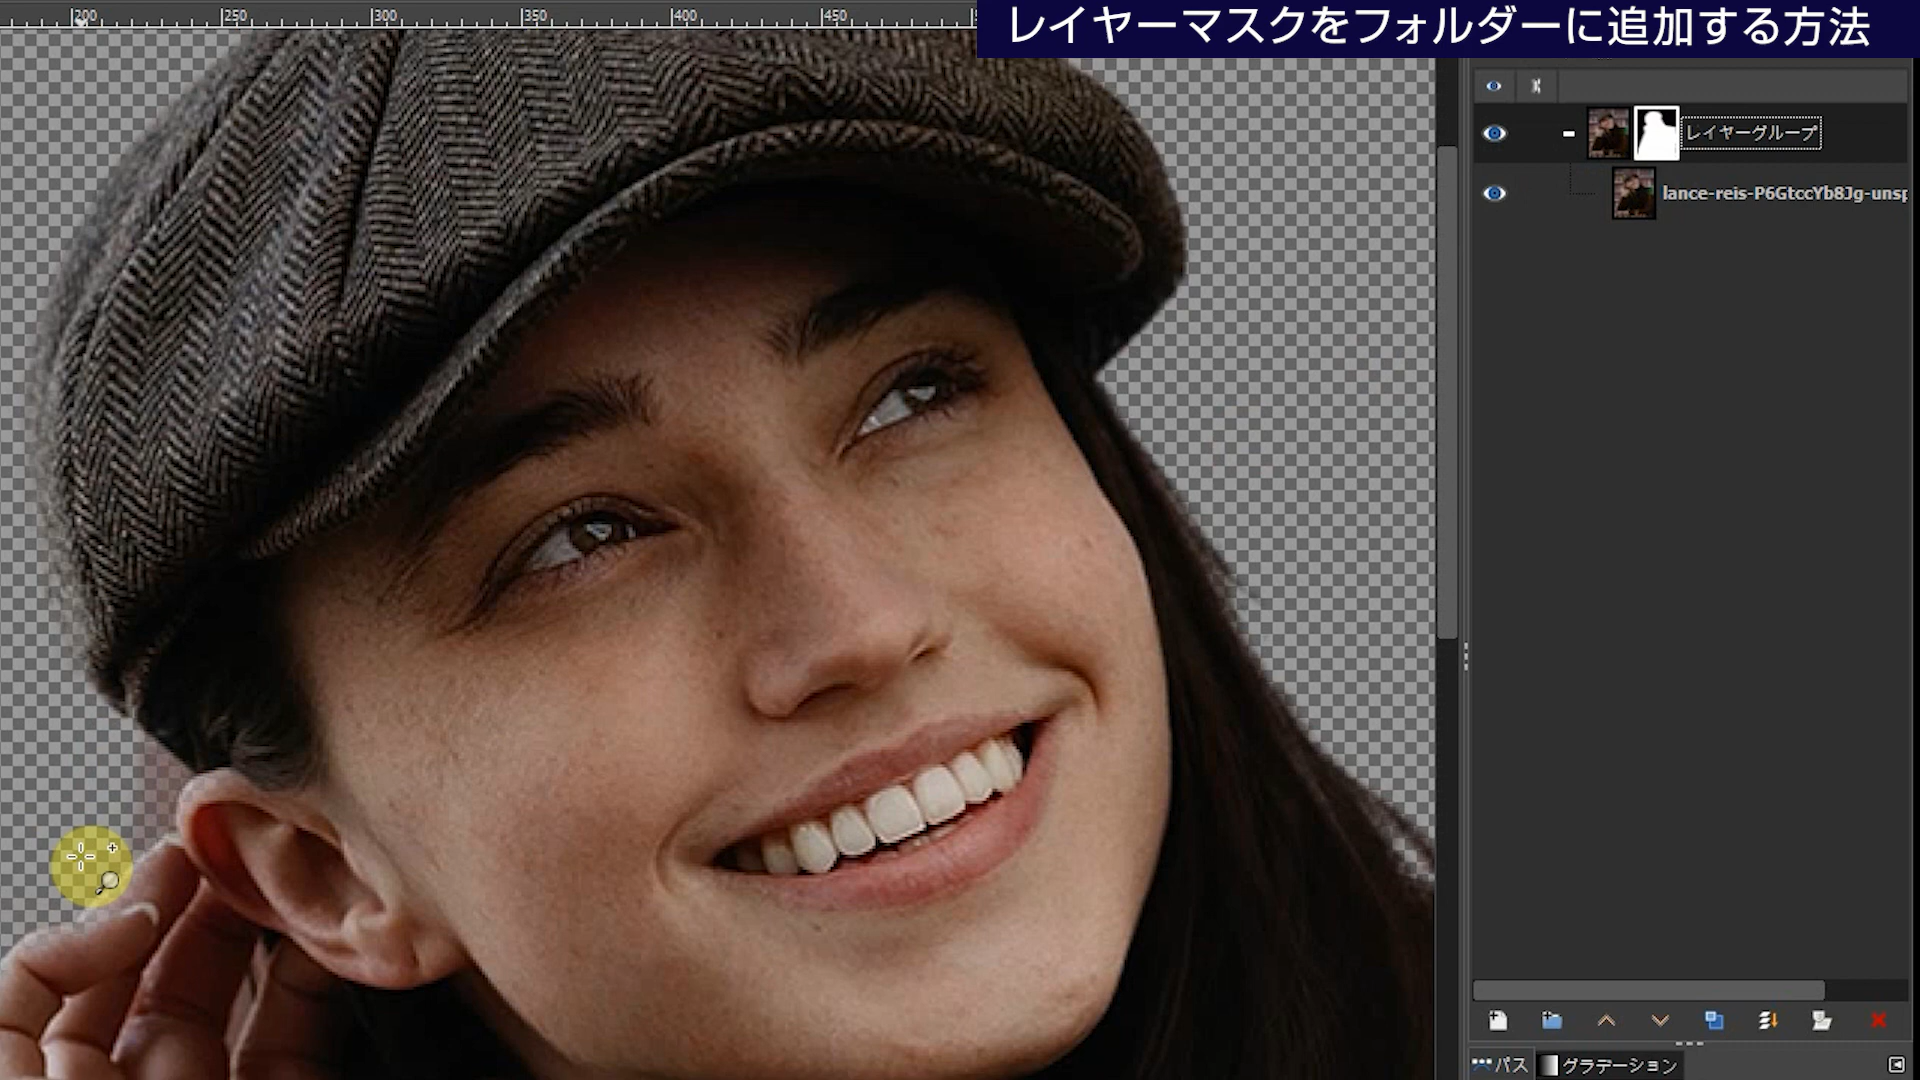 200 250 300 350 400 450
レイヤーマスクをフォルダーに追加する方法
レイヤーグループ
lance-reis-P6GtccYb8Jg-unsp
パス グラデーション